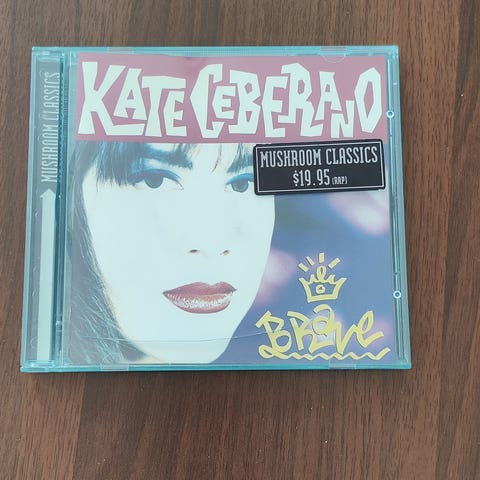 MUSHROOM CLASSICS
KATE CEBERANO
MUSHROOM CLASSICS
$19.95 (RRP)
BRave